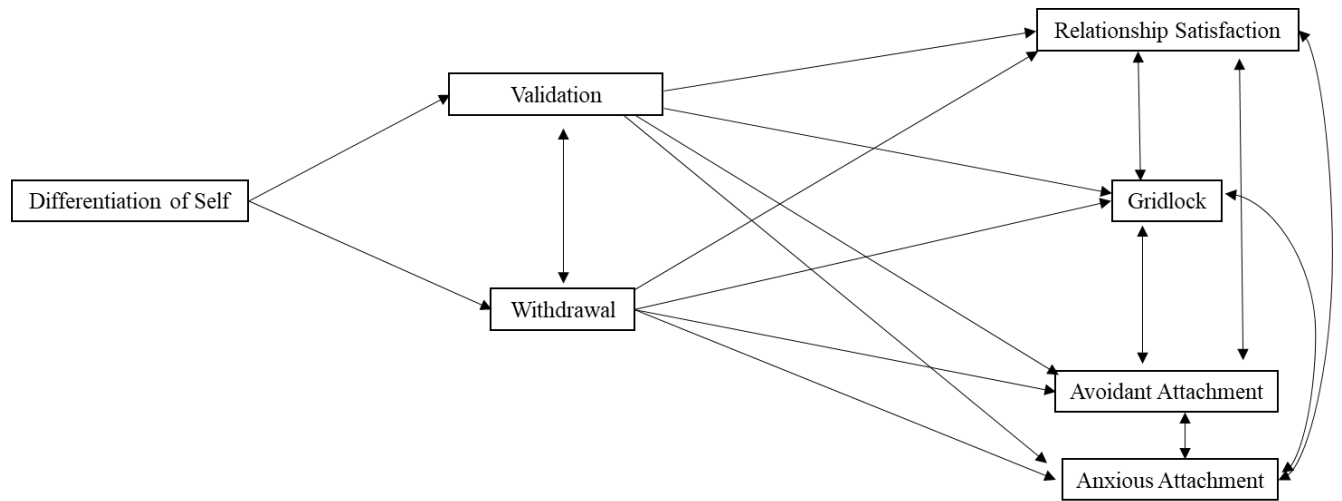 Relationship Satisfaction
Validation
Differentiation of Self
Gridlock
Withdrawal
Avoidant Attachment
Anxious Attachment